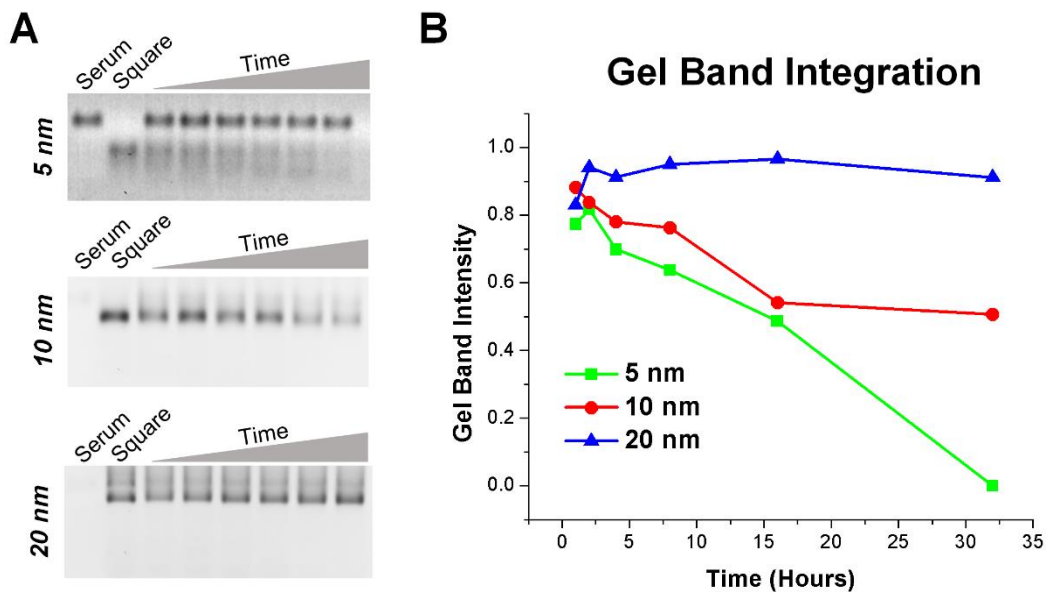 A
Serum
Square
Time
5 nm
Serum
Square
Time
10 nm
Serum
Square
Time
20 nm
B
Gel Band Integration
1.0
0.8
0.6
0.4
0.2
0.0
Gel Band Intensity
5 nm
10 nm
20 nm
0 5 10 15 20 25 30 35
Time (Hours)